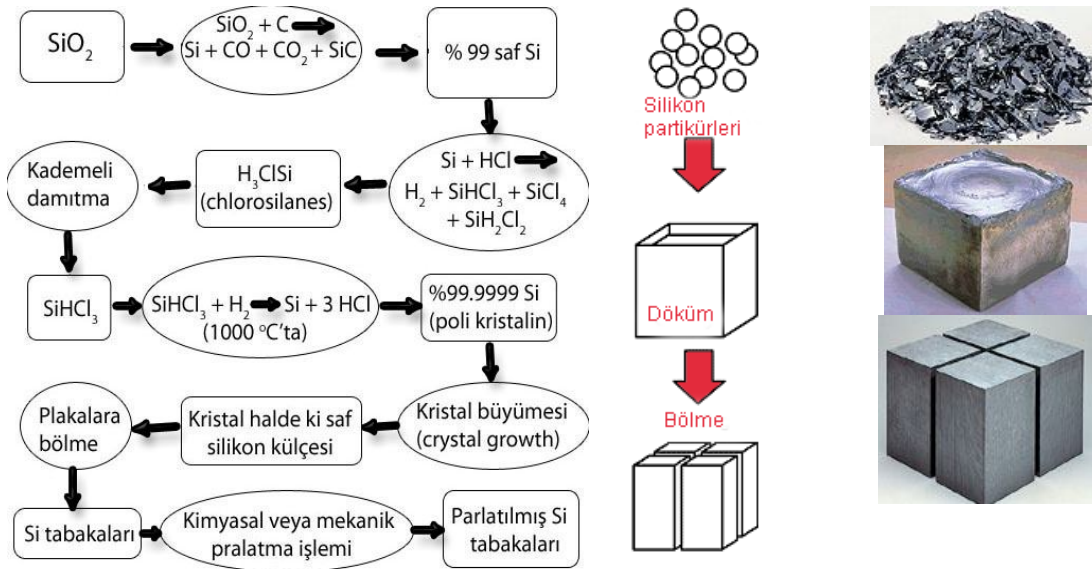 SiO2
SiO2 + C
Si + CO + CO2 + SiC
% 99 saf Si
Si + HCl
H2 + SiHCl3 + SiCl4
+ SiH2Cl2
H3ClSi
(chlorosilanes)
Kademeli
damıtma
SiHCl3
SiHCl3 + H2 Si + 3 HCl
(1000 °C'ta)
%99.9999 Si
(poli kristalin)
Kristal büyümesi
(crystal growth)
Kristal halde ki saf
silikon külçesi
Plakalara
bölme
Si tabakaları
Kimyasal veya mekanik
pralatma işlemi
Parlatılmış Si
tabakaları
Silikon
partikürleri
Döküm
Bölme